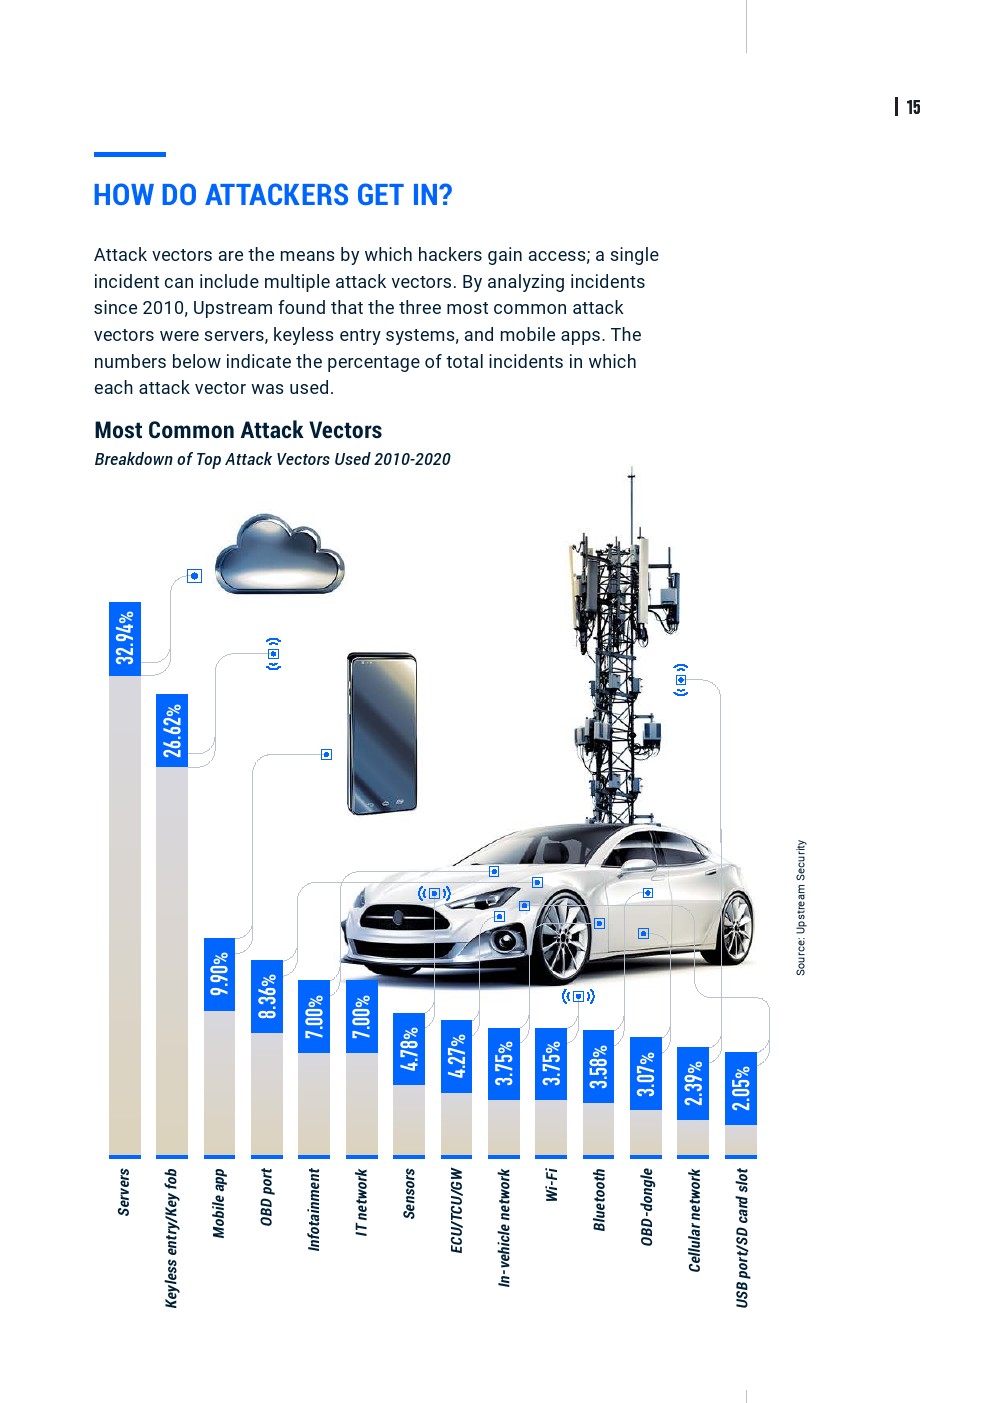 15
HOW DO ATTACKERS GET IN?
Attack vectors are the means by which hackers gain access; a single
incident can include multiple attack vectors. By analyzing incidents
since 2010, Upstream found that the three most common attack
vectors were servers, keyless entry systems, and mobile apps. The
numbers below indicate the percentage of total incidents in which
each attack vector was used.
Most Common Attack Vectors
Breakdown of Top Attack Vectors Used 2010-2020
32.94%
26.62%
9.90%
8.36%
7.00%
7.00%
4.78%
4.27%
3.75%
3.75%
3.58%
3.07%
2.39%
2.05%
Servers
Keyless entry/Key fob
Mobile app
OBD port
Infotainment
IT network
Sensors
ECU/TCU/GW
In-vehicle network
Wi-Fi
Bluetooth
OBD-dongle
Cellular network
USB port/SD card slot
Source: Upstream Security